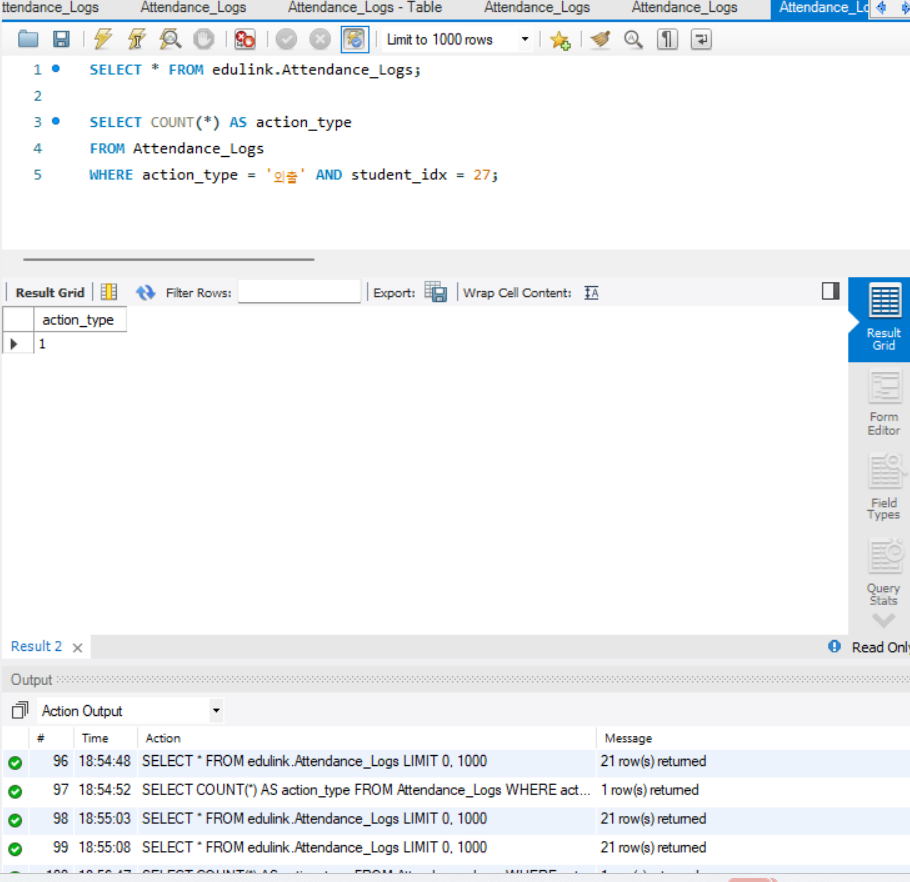 ttendance_Logs Attendance_Logs Attendance_Logs - Table Attendance_Logs Attendance_Logs Attendance_Lo
Limit to 1000 rows
1 SELECT * FROM edulink.Attendance_Logs;
2
3 SELECT COUNT(*) AS action_type
4 FROM Attendance_Logs
5 WHERE action_type = '외출' AND student_idx = 27;
Result Grid Filter Rows: Export: Wrap Cell Content:
action_type
1
Result
Grid
Form
Editor
Field
Types
Query
Stats
Result 2 Read Only
Output
Action Output
# Time Action Message
96 18:54:48 SELECT * FROM edulink.Attendance_Logs LIMIT 0, 1000 21 row(s) returned
97 18:54:52 SELECT COUNT(*) AS action_type FROM Attendance_Logs WHERE act... 1 row(s) returned
98 18:55:03 SELECT * FROM edulink.Attendance_Logs LIMIT 0, 1000 21 row(s) returned
99 18:55:08 SELECT * FROM edulink.Attendance_Logs LIMIT 0, 1000 21 row(s) returned